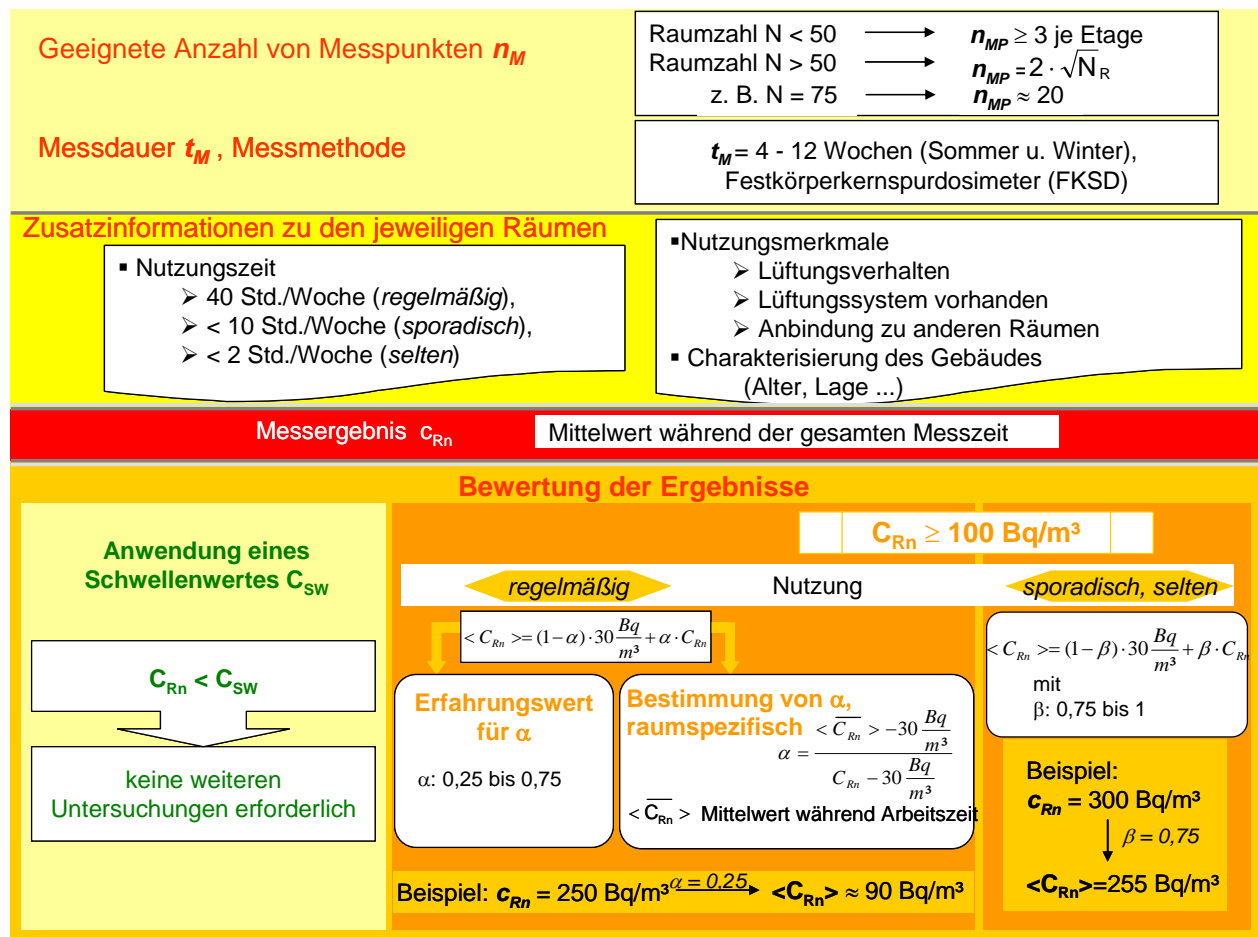 Geeignete Anzahl von Messpunkten n_M
Raumzahl N < 50 ⟶ n_MP ≥ 3 je Etage
Raumzahl N > 50 ⟶ n_MP = 2 · √N_R
z. B. N = 75 ⟶ n_MP ≈ 20
Messdauer t_M , Messmethode
t_M = 4 - 12 Wochen (Sommer u. Winter),
Festkörperkernspurdosimeter (FKSD)
Zusatzinformationen zu den jeweiligen Räumen
▪ Nutzungszeit
➢ 40 Std./Woche (regelmäßig),
➢ < 10 Std./Woche (sporadisch),
➢ < 2 Std./Woche (selten)
▪Nutzungsmerkmale
➢ Lüftungsverhalten
➢ Lüftungssystem vorhanden
➢ Anbindung zu anderen Räumen
▪ Charakterisierung des Gebäudes
(Alter, Lage ...)
Messergebnis c_Rn Mittelwert während der gesamten Messzeit
Bewertung der Ergebnisse
Anwendung eines
Schwellenwertes C_SW
C_Rn < C_SW
keine weiteren
Untersuchungen erforderlich
C_Rn ≥ 100 Bq/m³
regelmäßig Nutzung sporadisch, selten
< C_Rn >= (1−α)·30 Bq/m³ + α·C_Rn
Erfahrungswert
für α
α: 0,25 bis 0,75
Bestimmung von α,
raumspezifisch
α = (< C̅_Rn̅ > −30 Bq/m³) / (C_Rn − 30 Bq/m³)
< C̅_Rn̅ > Mittelwert während Arbeitszeit
Beispiel: c_Rn = 250 Bq/m³ α = 0,25 ⟶ <C_Rn> ≈ 90 Bq/m³
< C_Rn >= (1−β)·30 Bq/m³ + β·C_Rn
mit
β: 0,75 bis 1
Beispiel:
c_Rn = 300 Bq/m³
β = 0,75
<C_Rn>=255 Bq/m³